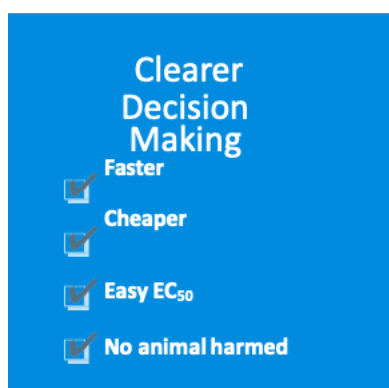 Clearer
Decision
Making
Faster
Cheaper
Easy EC₅₀
No animal harmed